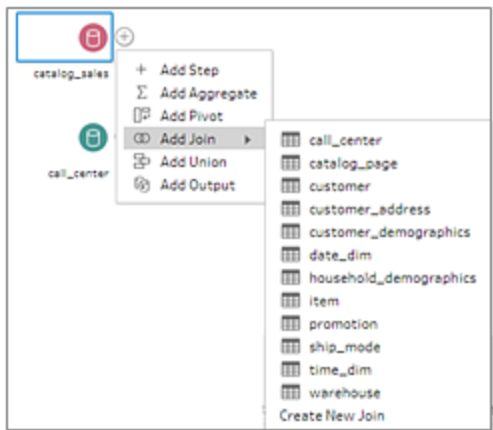 catalog_sales
call_center
Add Step
Add Aggregate
Add Pivot
Add Join
Add Union
Add Output
call_center
catalog_page
customer
customer_address
customer_demographics
date_dim
household_demographics
item
promotion
ship_mode
time_dim
warehouse
Create New Join